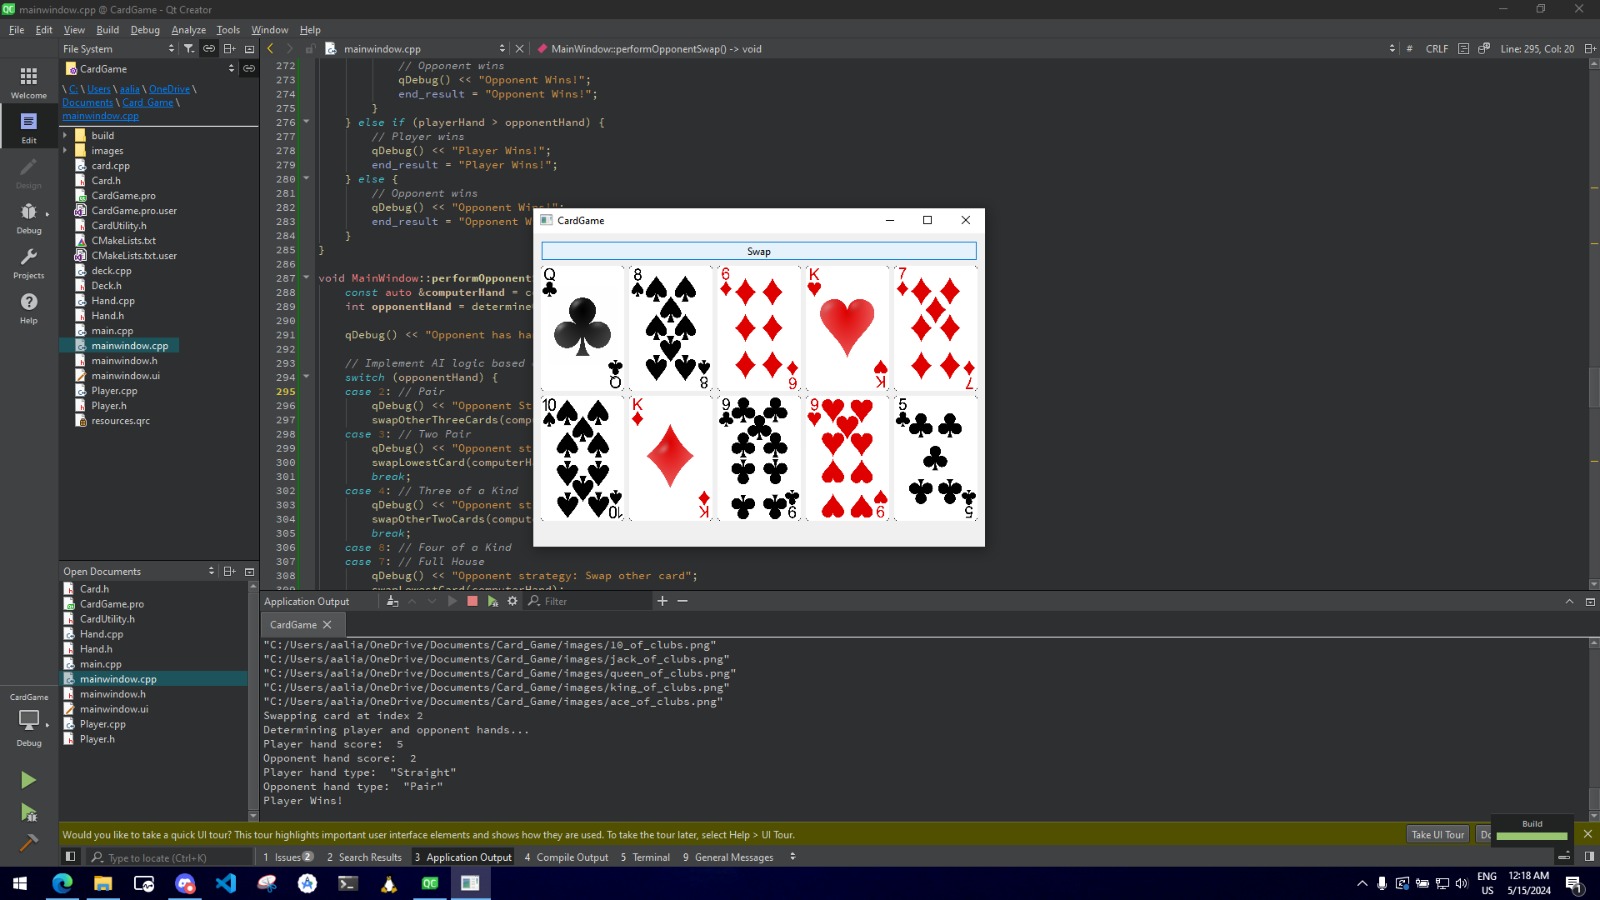 mainwindow.cpp @ CardGame - Qt Creator
File Edit View Build Debug Analyze Tools Window Help
File System
mainwindow.cpp
MainWindow::performOpponentSwap() -> void
# CRLF Line: 295, Col: 20
CardGame
\ C: \ Users \ aalia \ OneDrive \
Documents \ Card_Game \
mainwindow.cpp
Welcome
Edit
Design
Debug
Projects
Help
build
images
card.cpp
Card.h
CardGame.pro
CardGame.pro.user
CardUtility.h
CMakeLists.txt
CMakeLists.txt.user
deck.cpp
Deck.h
Hand.cpp
Hand.h
main.cpp
mainwindow.cpp
mainwindow.h
mainwindow.ui
Player.cpp
Player.h
resources.qrc
272 // Opponent wins
273 qDebug() << "Opponent Wins!";
274 end_result = "Opponent Wins!";
275 }
276 } else if (playerHand > opponentHand) {
277 // Player wins
278 qDebug() << "Player Wins!";
279 end_result = "Player Wins!";
280 } else {
281 // Opponent wins
282 qDebug() << "Opponent Wins!";
283 end_result = "Opponent W
284 }
285 }
286
287 void MainWindow::performOpponent
288 const auto &computerHand = c
289 int opponentHand = determine
290
291 qDebug() << "Opponent has ha
292
293 // Implement AI logic based
294 switch (opponentHand) {
295 case 2: // Pair
296 qDebug() << "Opponent St
297 swapOtherThreeCards(comp
298 case 3: // Two Pair
299 qDebug() << "Opponent st
300 swapLowestCard(computerH
301 break;
302 case 4: // Three of a Kind
303 qDebug() << "Opponent st
304 swapOtherTwoCards(comput
305 break;
306 case 8: // Four of a Kind
307 case 7: // Full House
308 qDebug() << "Opponent strategy: Swap other card";
CardGame
Swap
Q 8 6 K 7
Q 8 6 K 7
10 K 9 9 5
10 K 9 9 5
Open Documents
Card.h
CardGame.pro
CardUtility.h
Hand.cpp
Hand.h
main.cpp
mainwindow.cpp
mainwindow.h
mainwindow.ui
Player.cpp
Player.h
CardGame
Debug
Application Output
Filter
CardGame
"C:/Users/aalia/OneDrive/Documents/Card_Game/images/10_of_clubs.png"
"C:/Users/aalia/OneDrive/Documents/Card_Game/images/jack_of_clubs.png"
"C:/Users/aalia/OneDrive/Documents/Card_Game/images/queen_of_clubs.png"
"C:/Users/aalia/OneDrive/Documents/Card_Game/images/king_of_clubs.png"
"C:/Users/aalia/OneDrive/Documents/Card_Game/images/ace_of_clubs.png"
Swapping card at index 2
Determining player and opponent hands...
Player hand score: 5
Opponent hand score: 2
Player hand type: "Straight"
Opponent hand type: "Pair"
Player Wins!
Would you like to take a quick UI tour? This tour highlights important user interface elements and shows how they are used. To take the tour later, select Help > UI Tour.
Take UI Tour
Build
Type to locate (Ctrl+K)
1 Issues 2 2 Search Results 3 Application Output 4 Compile Output 5 Terminal 9 General Messages
ENG
US
12:18 AM
5/15/2024
1